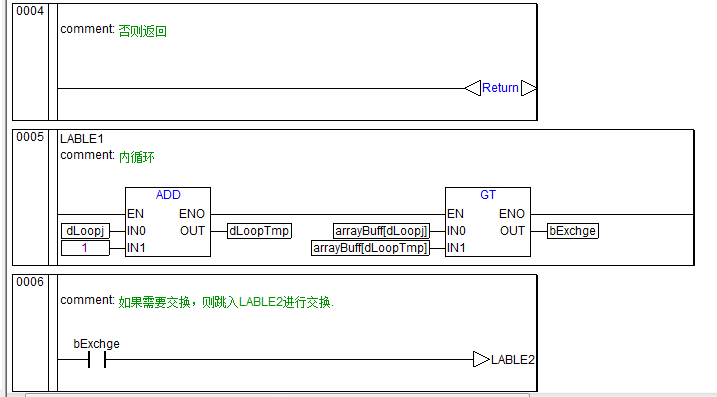 0004
comment: 否则返回
Return
0005
LABLE1
comment: 内循环
ADD GT
EN ENO EN ENO
dLoopj IN0 OUT dLoopTmp arrayBuff[dLoopj] IN0 OUT bExchge
1 IN1 arrayBuff[dLoopTmp] IN1
0006
comment: 如果需要交换，则跳入LABLE2进行交换.
bExchge
LABLE2